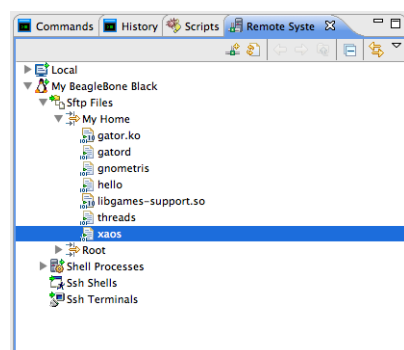 Commands History Scripts Remote Syste
Local
My BeagleBone Black
Sftp Files
My Home
gator.ko
gatord
gnometris
hello
libgames-support.so
threads
xaos
Root
Shell Processes
Ssh Shells
Ssh Terminals